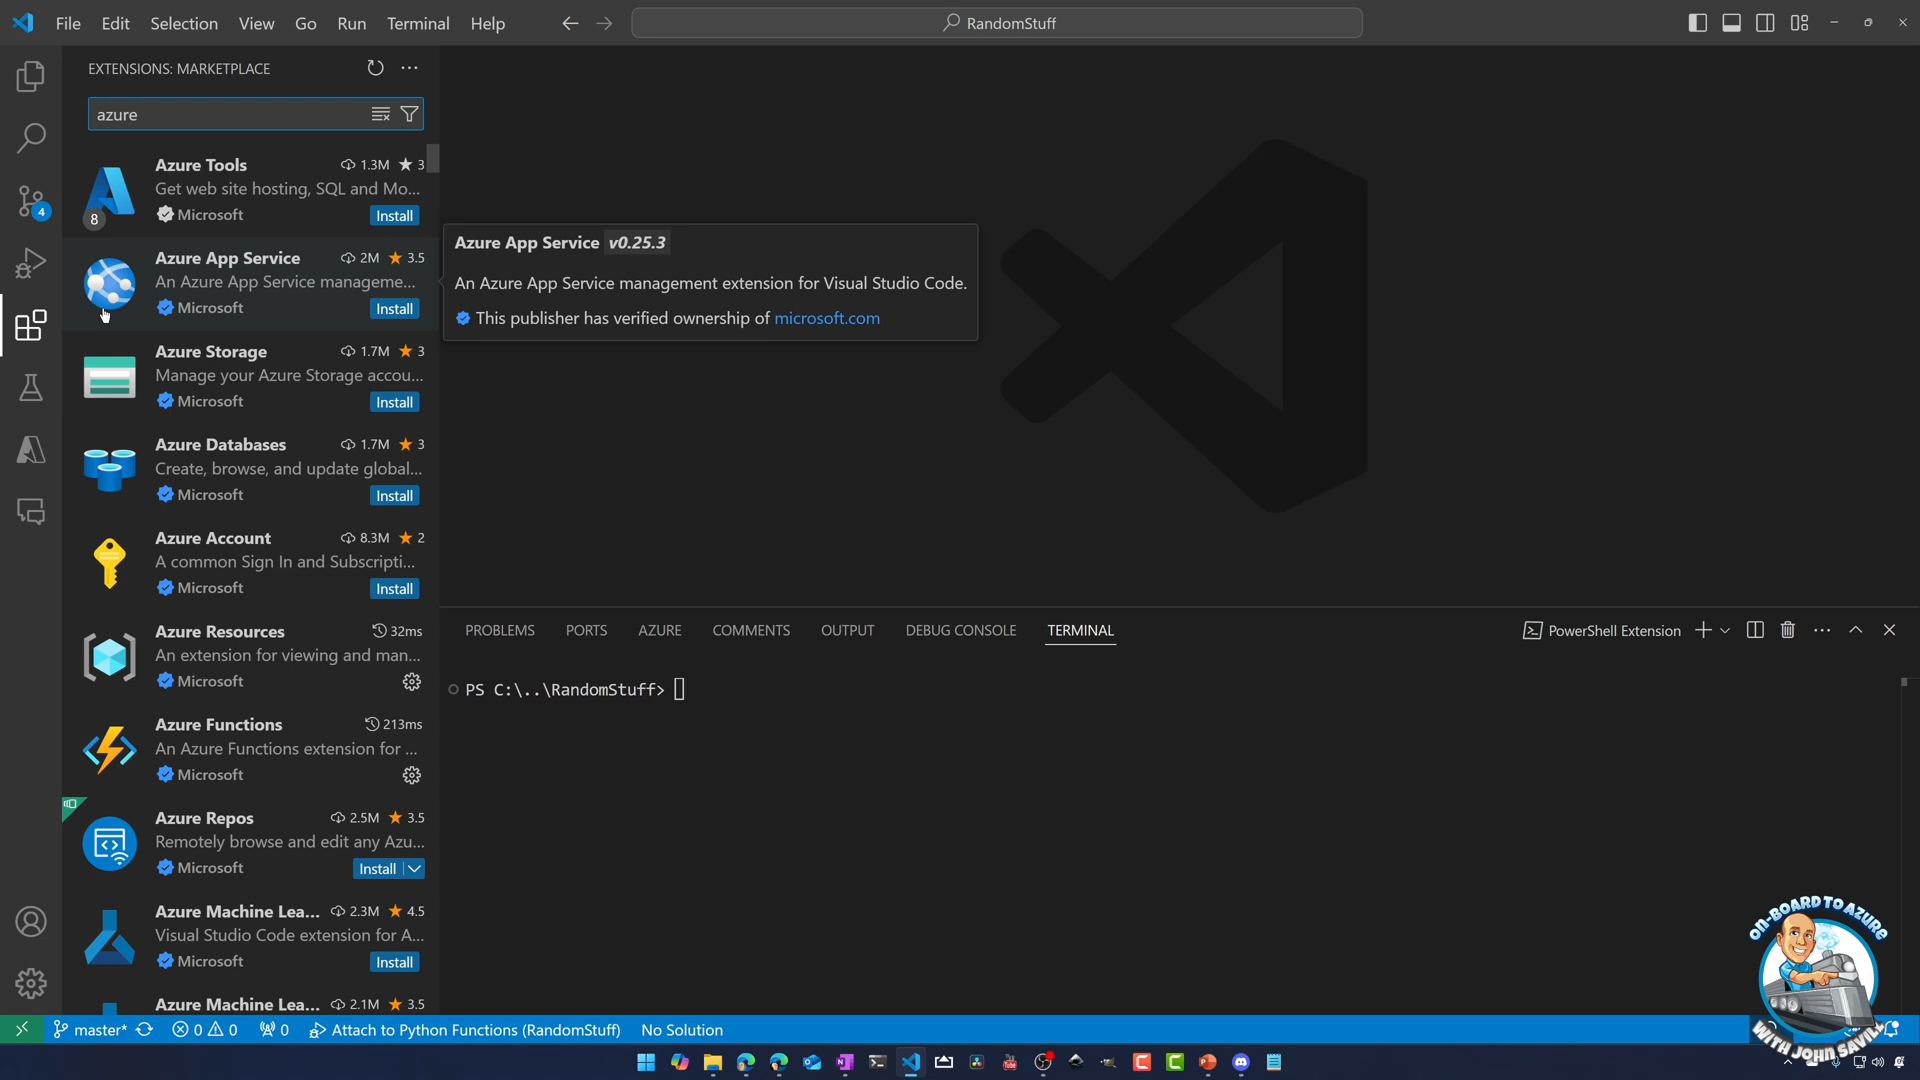 File Edit Selection View Go Run Terminal Help
RandomStuff
EXTENSIONS: MARKETPLACE
azure
Azure Tools 1.3M 3
Get web site hosting, SQL and Mo...
8
Microsoft Install
Azure App Service 2M 3.5
An Azure App Service manageme...
Microsoft Install
Azure App Service v0.25.3
An Azure App Service management extension for Visual Studio Code.
This publisher has verified ownership of microsoft.com
Azure Storage 1.7M 3
Manage your Azure Storage accou...
Microsoft Install
Azure Databases 1.7M 3
Create, browse, and update global...
Microsoft Install
Azure Account 8.3M 2
A common Sign In and Subscripti...
Microsoft Install
Azure Resources 32ms
An extension for viewing and man...
Microsoft
Azure Functions 213ms
An Azure Functions extension for ...
Microsoft
Azure Repos 2.5M 3.5
Remotely browse and edit any Azu...
Microsoft Install
Azure Machine Lea... 2.3M 4.5
Visual Studio Code extension for A...
Microsoft Install
Azure Machine Lea... 2.1M 3.5
4
PROBLEMS PORTS AZURE COMMENTS OUTPUT DEBUG CONSOLE TERMINAL
PowerShell Extension
PS C:\..\RandomStuff>
ON-BOARD TO AZURE
WITH JOHN SAVILL
master* 0 0 0 Attach to Python Functions (RandomStuff) No Solution